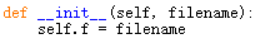 def __init__(self, filename):
    self.f = filename